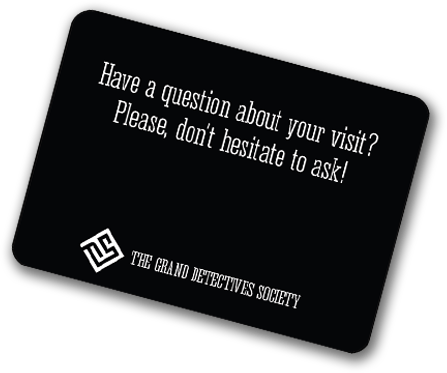 Have a question about your visit?
Please, don't hesitate to ask!
THE GRAND DETECTIVES SOCIETY